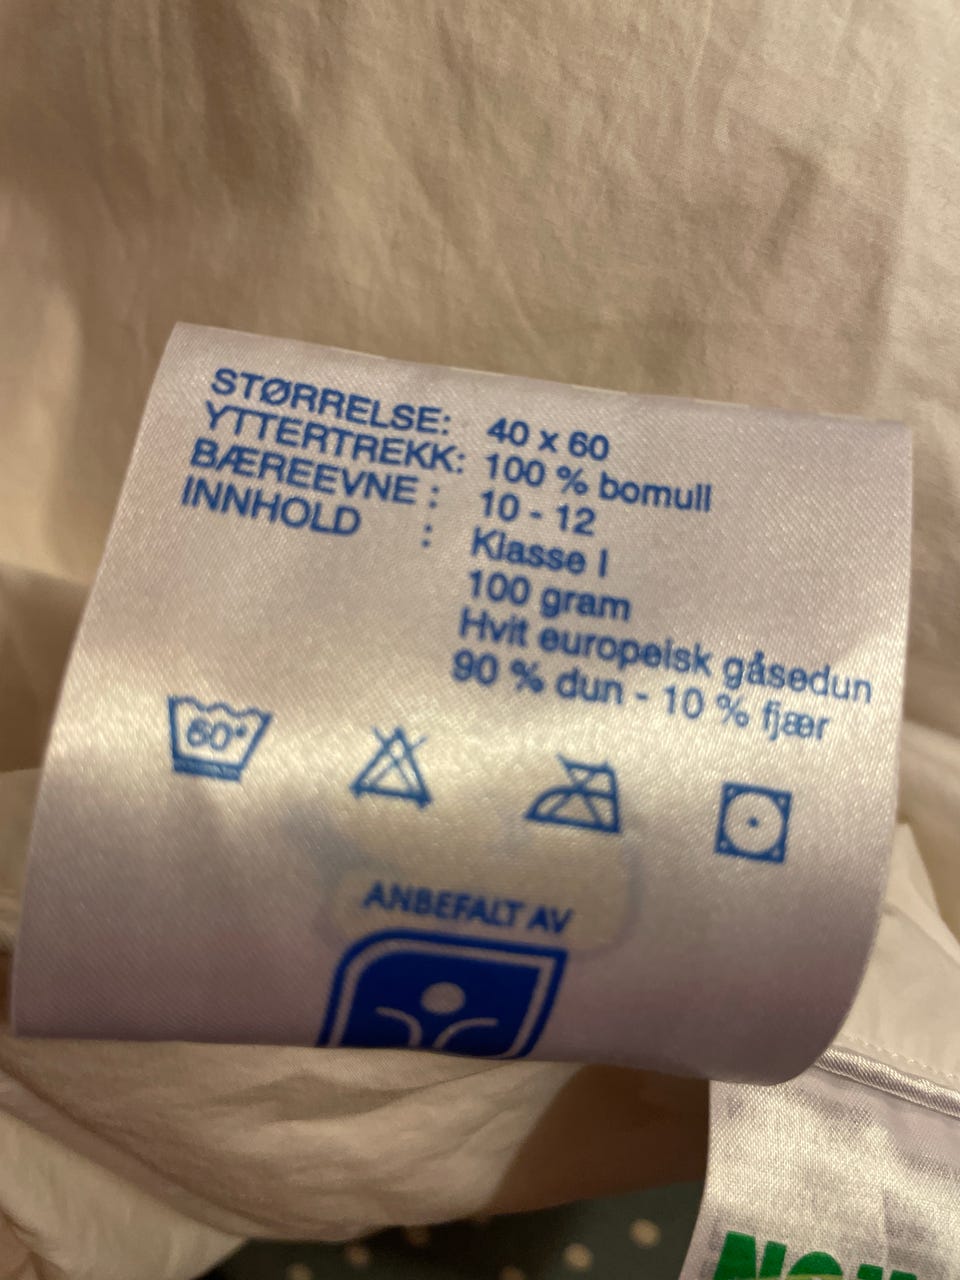 STØRRELSE: 40 x 60
YTTERTREKK: 100 % bomull
BÆREEVNE : 10 - 12
INNHOLD : Klasse I
100 gram
Hvit europeisk gåsedun
90 % dun - 10 % fjær
60°
ANBEFALT AV